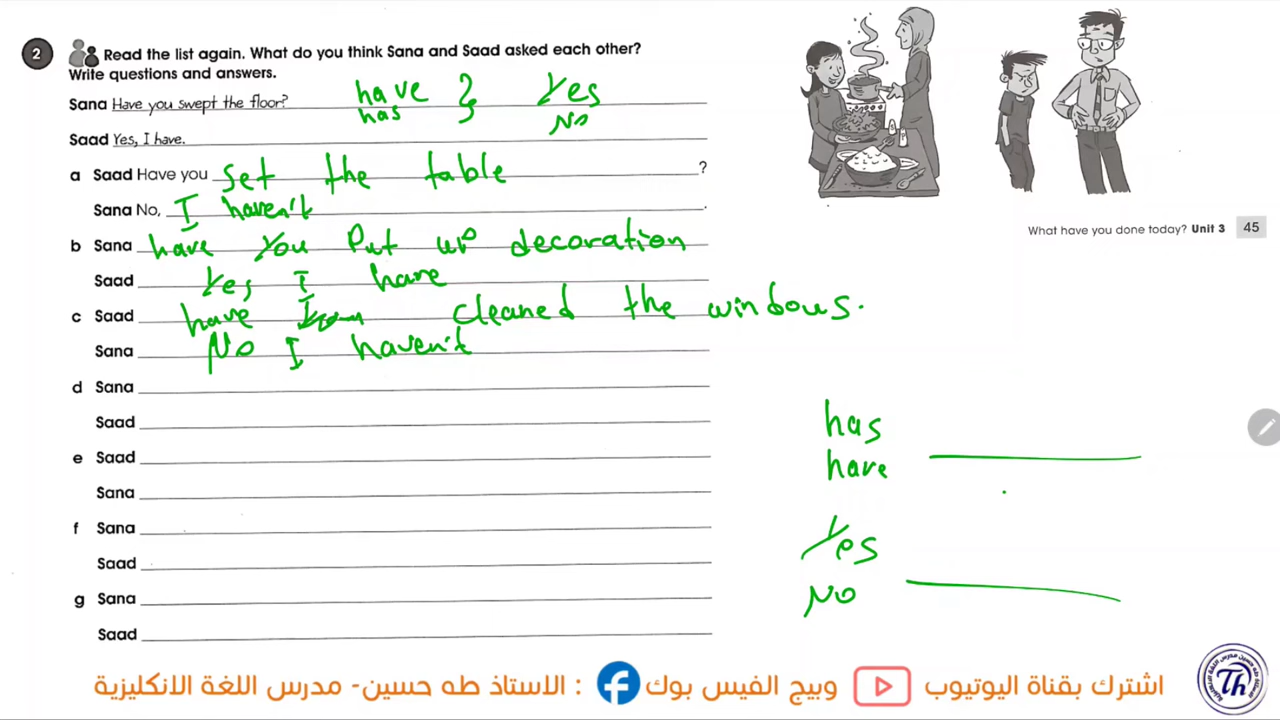 2 Read the list again. What do you think Sana and Saad asked each other?
Write questions and answers.
Sana Have you swept the floor?
have
has
Yes
No
Saad Yes, I have.
a Saad Have you set the table ?
Sana No, I haven't.
b Sana have you Put up decoration
Saad Yes I have
c Saad have cleaned the windows.
Sana No I haven't
d Sana
Saad
e Saad
Sana
f Sana
Saad
g Sana
Saad
What have you done today? Unit 3 45
has
have
Yes
No
اشترك بقناة اليوتيوب وبيج الفيس بوك : الاستاذ طه حسين- مدرس اللغة الانكليزية
Th